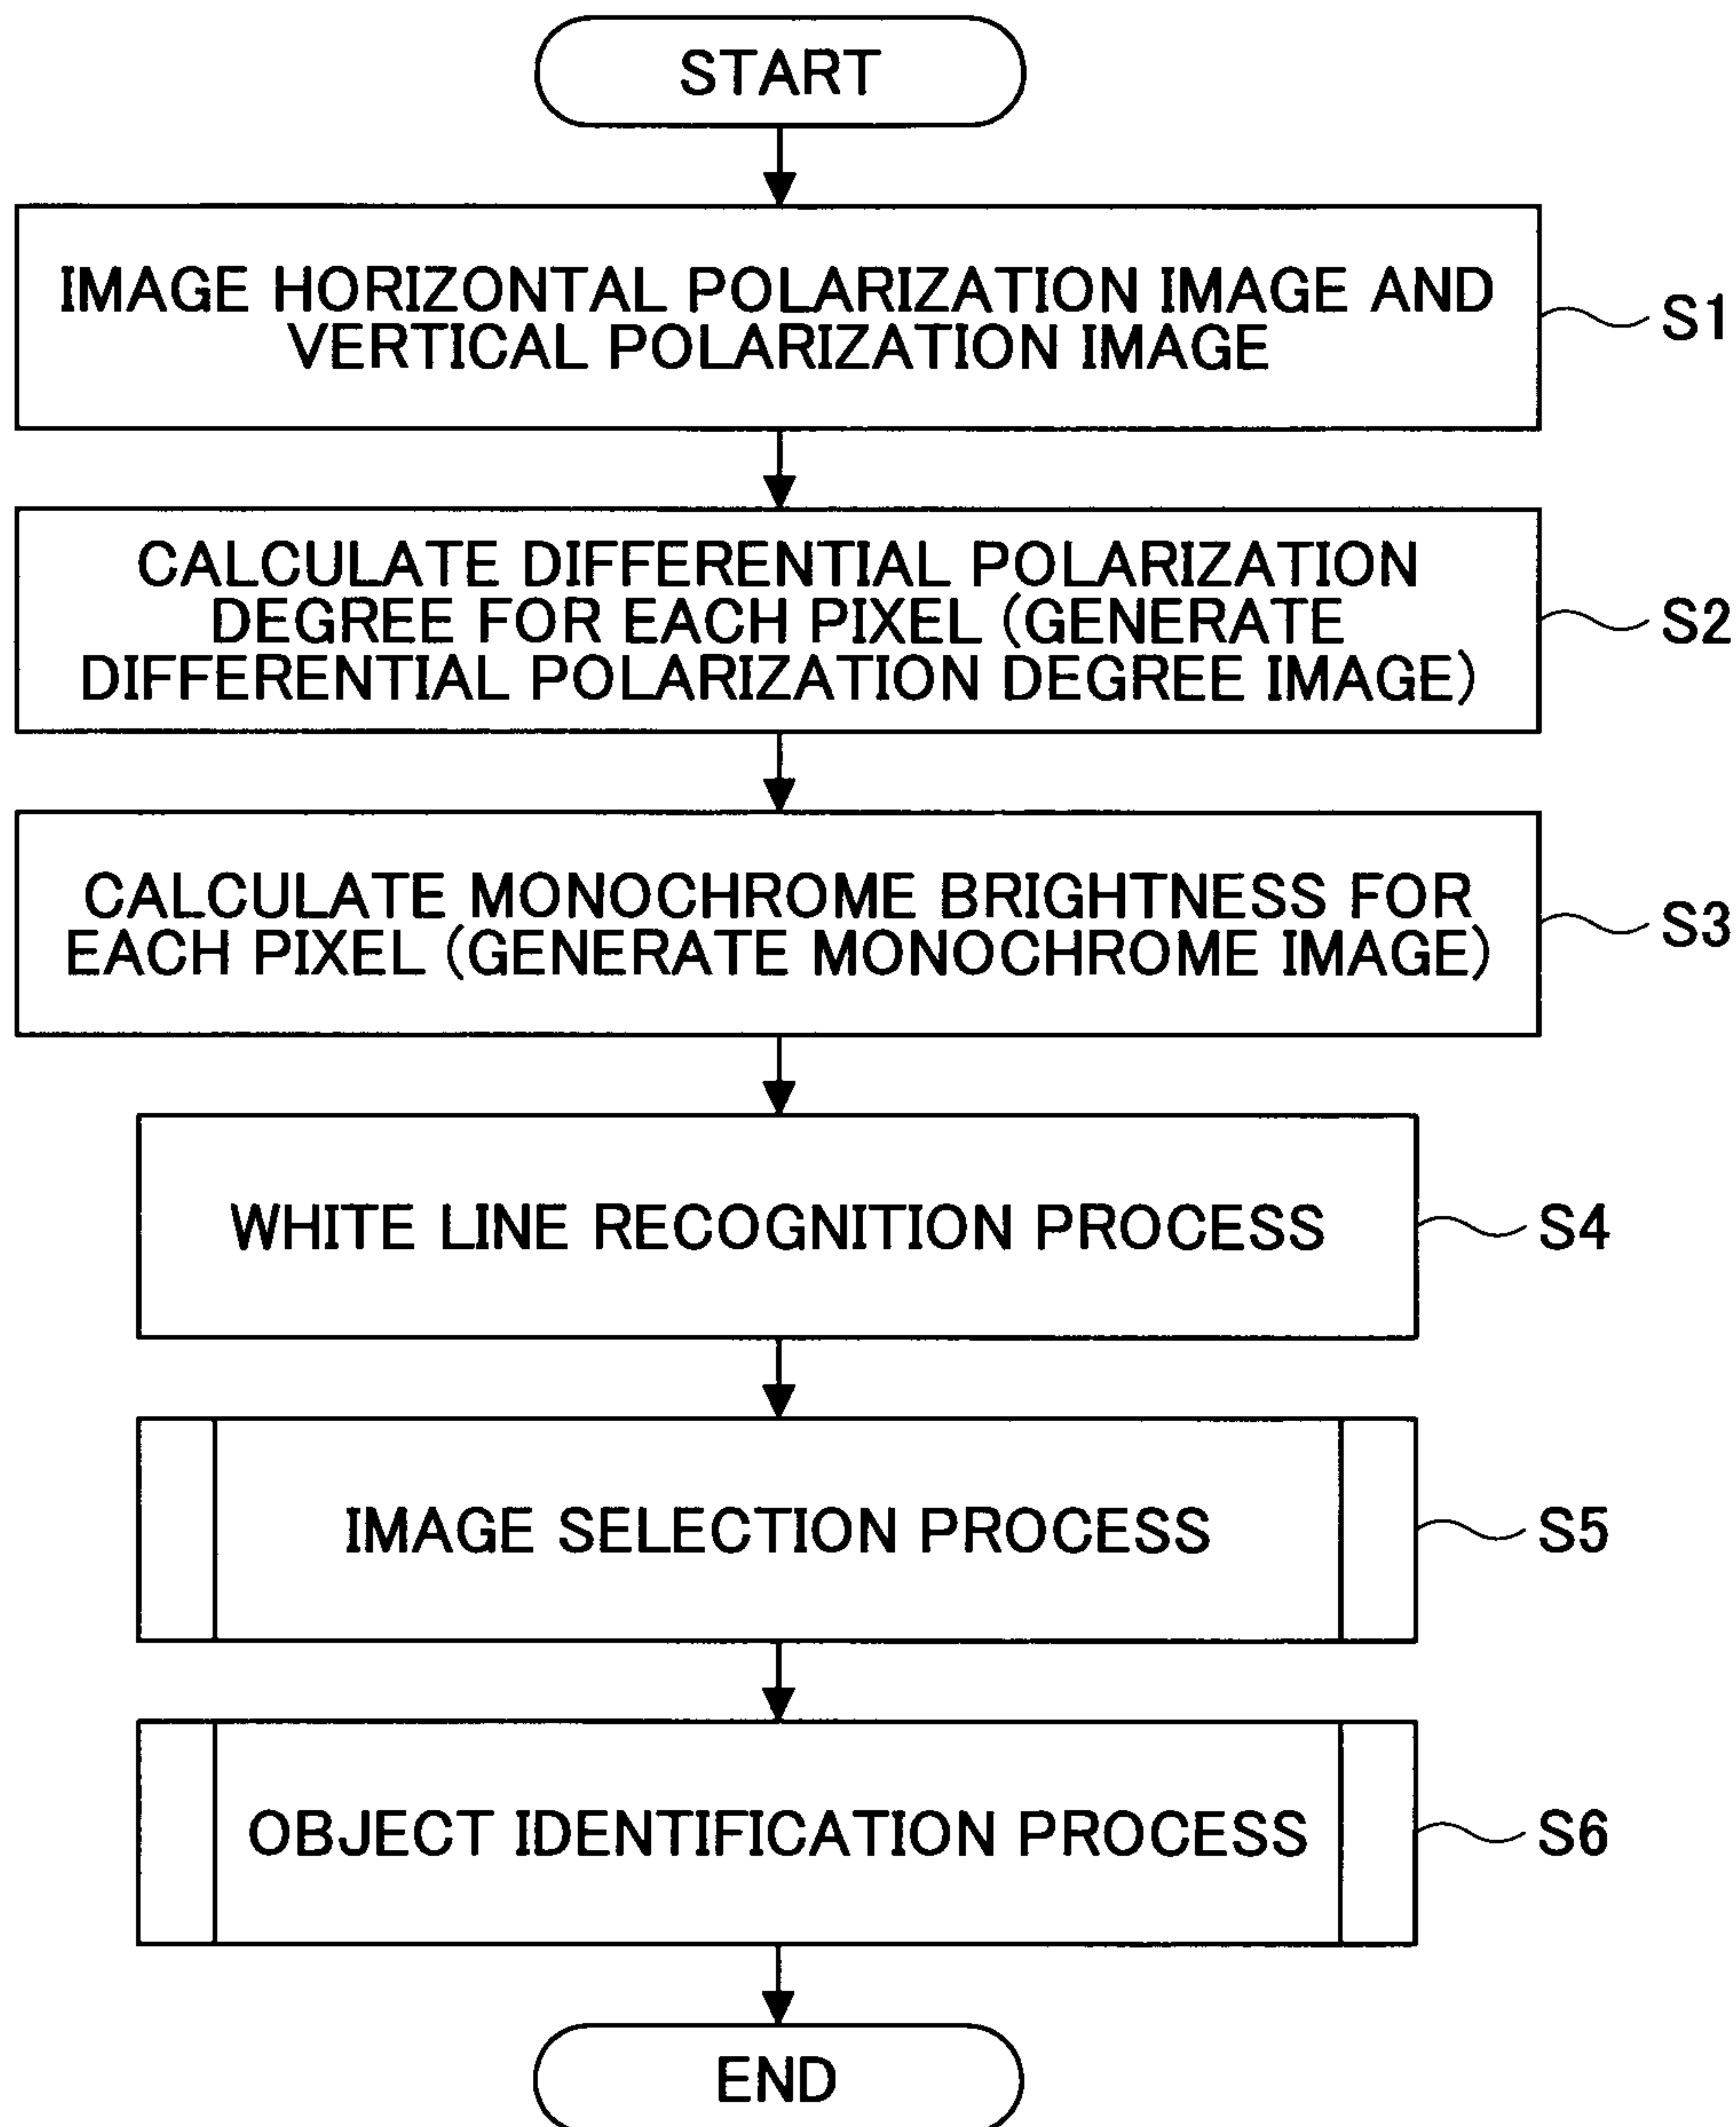 START
IMAGE HORIZONTAL POLARIZATION IMAGE AND
VERTICAL POLARIZATION IMAGE
S1
CALCULATE DIFFERENTIAL POLARIZATION
DEGREE FOR EACH PIXEL (GENERATE
DIFFERENTIAL POLARIZATION DEGREE IMAGE)
S2
CALCULATE MONOCHROME BRIGHTNESS FOR
EACH PIXEL (GENERATE MONOCHROME IMAGE)
S3
WHITE LINE RECOGNITION PROCESS
S4
IMAGE SELECTION PROCESS
S5
OBJECT IDENTIFICATION PROCESS
S6
END